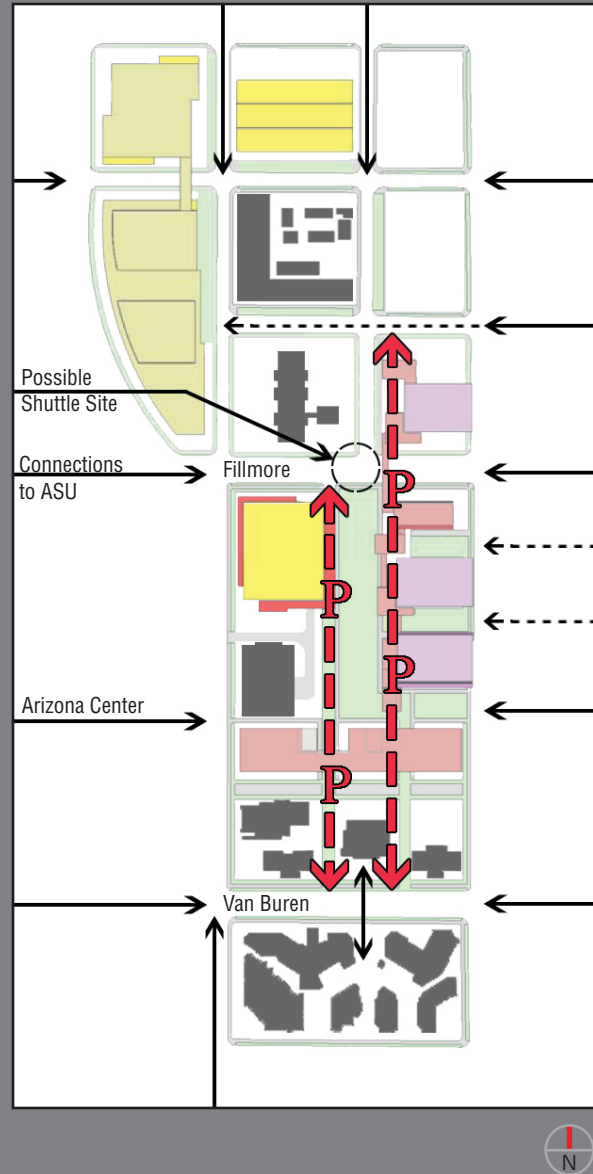 Possible
Shuttle Site
Connections
to ASU
Fillmore
P
P
P
Arizona Center
P
Van Buren
N